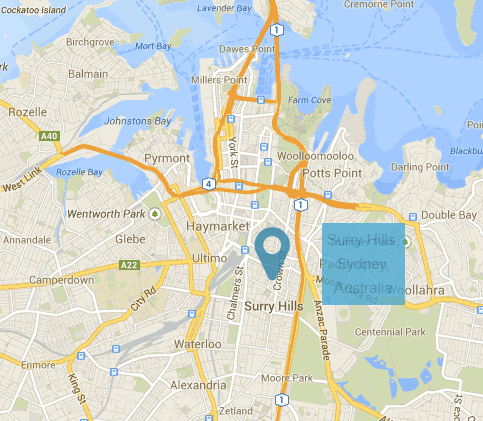 Cockatoo Island
Lavender Bay
Cremorne Point
1
Birchgrove
Mort Bay
Dawes Point
Balmain
Millers Point
Farm Cove
Rozelle
Johnstons Bay
A40
York St
Woolloomooloo
Pyrmont
Darling Point
Blackbu
Rozelle Bay
Potts Point
West Link
4
1
Wentworth Park
Double Bay
Haymarket
Annandale
Glebe
Surry Hills
Ultimo
Sydney
A22
Camperdown
Crown St
Chalmers St
Australia
Woollahra
City Rd
Surry Hills
Anzac Parade
Centennial Park
Waterloo
Enmore
King St
Moore Park
Alexandria
1
Zetland